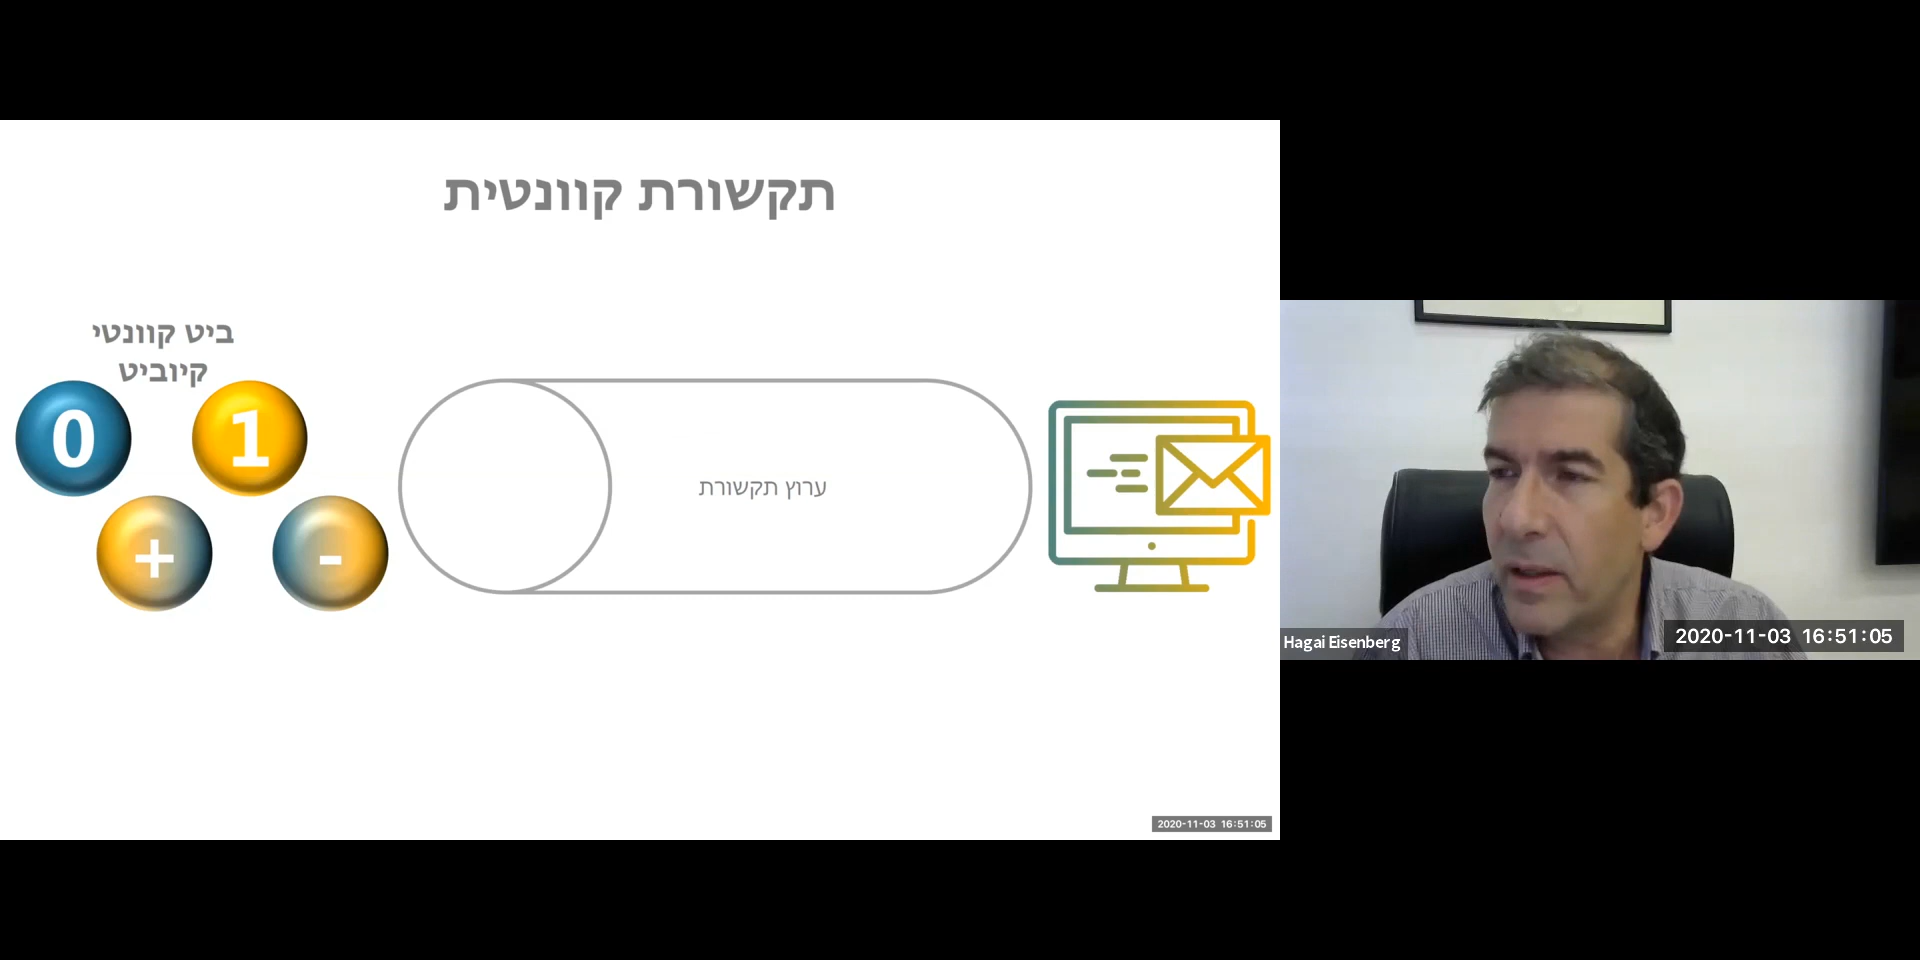 תקשורת קוונטית
ביט קוונטי
קיוביט
0
1
+
-
ערוץ תקשורת
2020-11-03 16:51:05
Hagai Eisenberg
2020-11-03 16:51:05